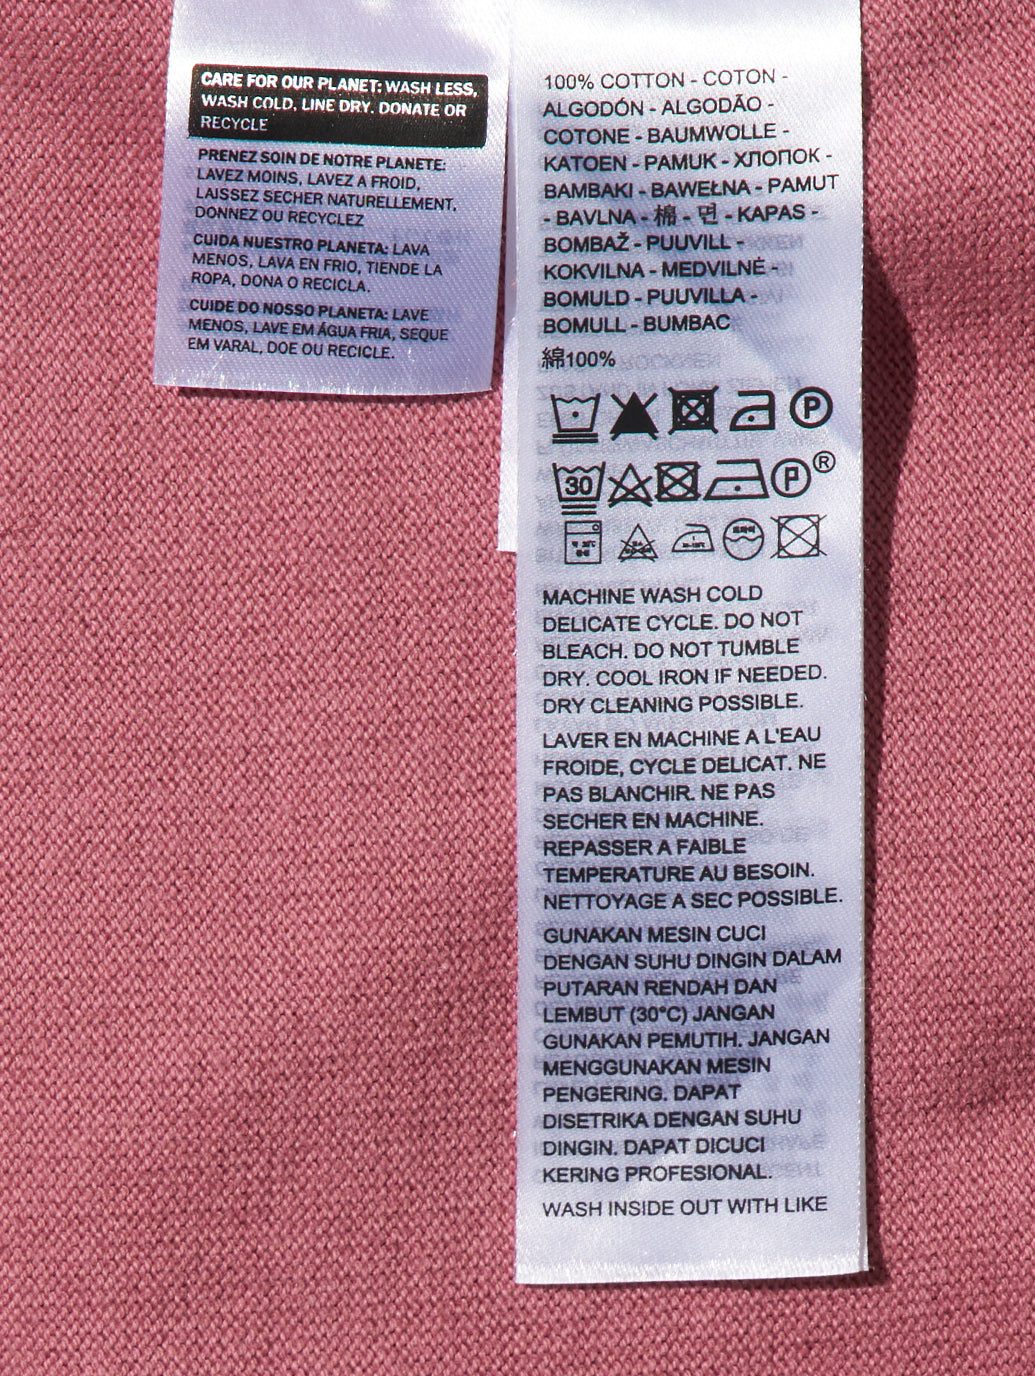 CARE FOR OUR PLANET: WASH LESS,
WASH COLD, LINE DRY. DONATE OR
RECYCLE
PRENEZ SOIN DE NOTRE PLANETE:
LAVEZ MOINS, LAVEZ A FROID,
LAISSEZ SECHER NATURELLEMENT,
DONNEZ OU RECYCLEZ
CUIDA NUESTRO PLANETA: LAVA
MENOS, LAVA EN FRIO, TIENDE LA
ROPA, DONA O RECICLA.
CUIDE DO NOSSO PLANETA: LAVE
MENOS, LAVE EM ÁGUA FRIA, SEQUE
EM VARAL, DOE OU RECICLE.
100% COTTON - COTON -
ALGODÓN - ALGODÃO -
COTONE - BAUMWOLLE -
KATOEN - PAMUK - ХЛОПОК -
BAMBAKI - BAWEŁNA - PAMUT
- BAVLNA - 棉 - 면 - KAPAS -
BOMBAŽ - PUUVILL -
KOKVILNA - MEDVILNĖ -
BOMULD - PUUVILLA -
BOMULL - BUMBAC
綿100%
P
30 P ®
MACHINE WASH COLD
DELICATE CYCLE. DO NOT
BLEACH. DO NOT TUMBLE
DRY. COOL IRON IF NEEDED.
DRY CLEANING POSSIBLE.
LAVER EN MACHINE A L'EAU
FROIDE, CYCLE DELICAT. NE
PAS BLANCHIR. NE PAS
SECHER EN MACHINE.
REPASSER A FAIBLE
TEMPERATURE AU BESOIN.
NETTOYAGE A SEC POSSIBLE.
GUNAKAN MESIN CUCI
DENGAN SUHU DINGIN DALAM
PUTARAN RENDAH DAN
LEMBUT (30°C) JANGAN
GUNAKAN PEMUTIH. JANGAN
MENGGUNAKAN MESIN
PENGERING. DAPAT
DISETRIKA DENGAN SUHU
DINGIN. DAPAT DICUCI
KERING PROFESIONAL.
WASH INSIDE OUT WITH LIKE